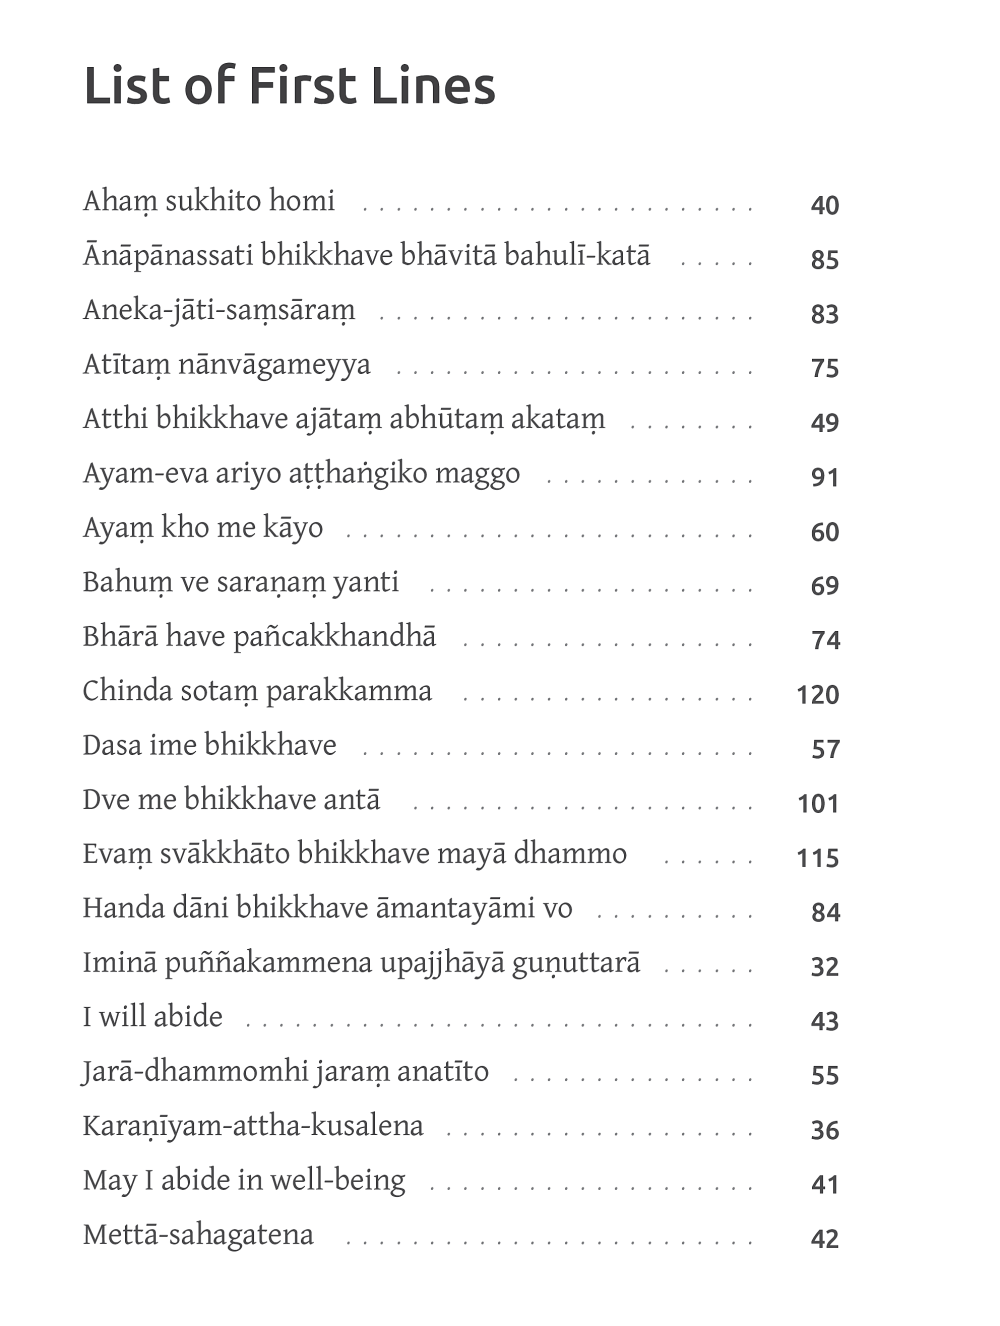 List of First Lines
Ahaṃ sukhito homi . . . . . . . . . . . . . . . . . . . . . . . . 40
Ānāpānassati bhikkhave bhāvitā bahulī-katā . . . . . 85
Aneka-jāti-saṃsāraṃ . . . . . . . . . . . . . . . . . . . . . . . 83
Atītaṃ nānvāgameyya . . . . . . . . . . . . . . . . . . . . . . 75
Atthi bhikkhave ajātaṃ abhūtaṃ akataṃ . . . . . . . . 49
Ayam-eva ariyo aṭṭhaṅgiko maggo . . . . . . . . . . . . . 91
Ayaṃ kho me kāyo . . . . . . . . . . . . . . . . . . . . . . . . . 60
Bahuṃ ve saraṇaṃ yanti . . . . . . . . . . . . . . . . . . . . 69
Bhārā have pañcakkhandhā . . . . . . . . . . . . . . . . . . 74
Chinda sotaṃ parakkamma . . . . . . . . . . . . . . . . . . 120
Dasa ime bhikkhave . . . . . . . . . . . . . . . . . . . . . . . . 57
Dve me bhikkhave antā . . . . . . . . . . . . . . . . . . . . . 101
Evaṃ svākkhāto bhikkhave mayā dhammo . . . . . . 115
Handa dāni bhikkhave āmantayāmi vo . . . . . . . . . . 84
Iminā puññakammena upajjhāyā guṇuttarā . . . . . . 32
I will abide . . . . . . . . . . . . . . . . . . . . . . . . . . . . . . . 43
Jarā-dhammomhi jaraṃ anatīto . . . . . . . . . . . . . . . 55
Karaṇīyam-attha-kusalena . . . . . . . . . . . . . . . . . . . 36
May I abide in well-being . . . . . . . . . . . . . . . . . . . . 41
Mettā-sahagatena . . . . . . . . . . . . . . . . . . . . . . . . . 42